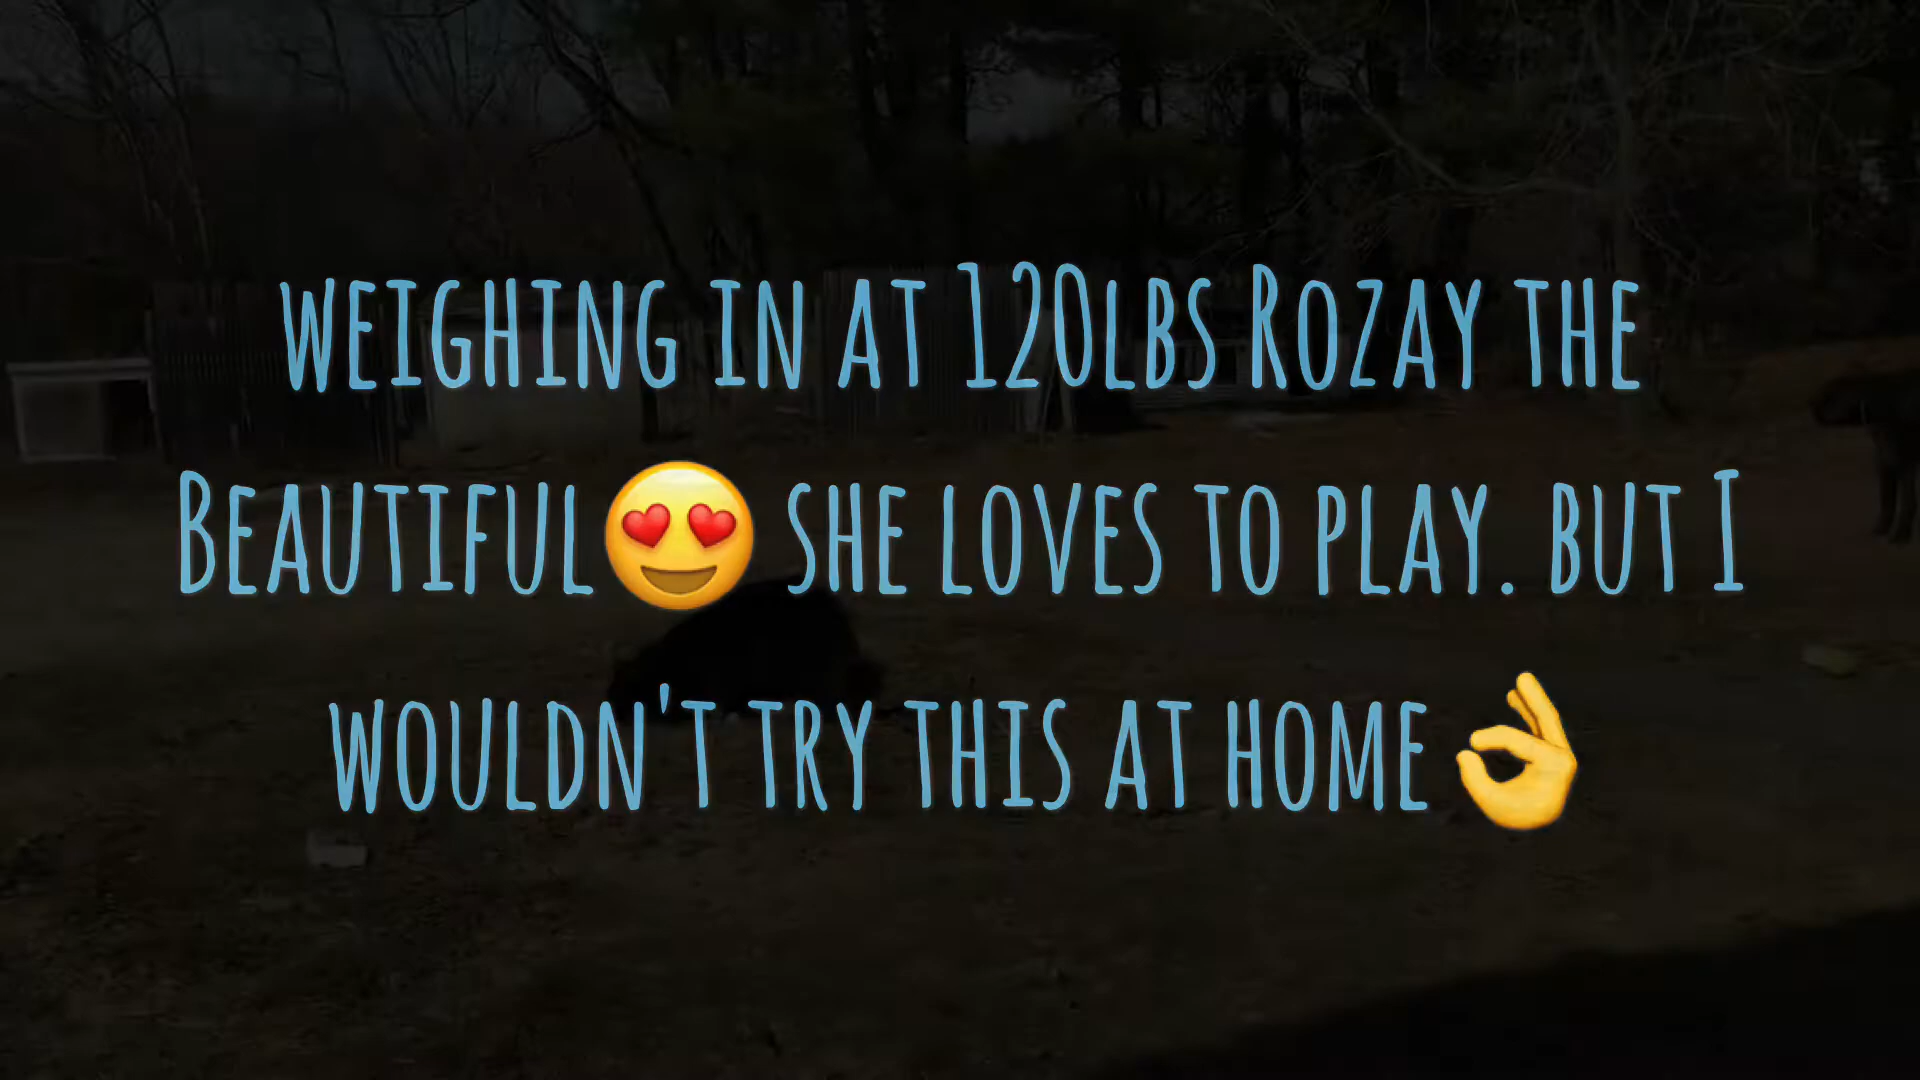 weighing in at 120lbs Rozay the
Beautiful😍 she loves to play. but I
wouldn't try this at home👌